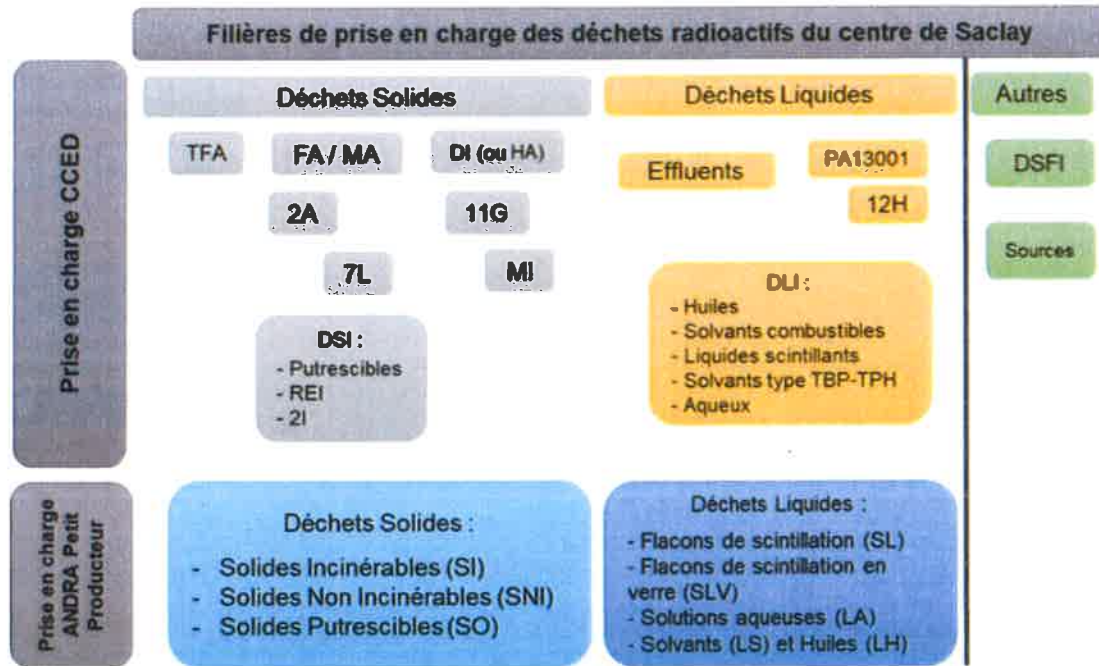 Filières de prise en charge des déchets radioactifs du centre de Saclay
Prise en charge CCED
Déchets Solides
TFA
FA / MA
DI (ou HA)
2A
11G
7L
MI
DSI :
- Putrescibles
- REI
- 2I
Déchets Liquides
Effluents
PA13001
12H
DLI :
- Huiles
- Solvants combustibles
- Liquides scintillants
- Solvants type TBP-TPH
- Aqueux
Autres
DSFI
Sources
Prise en charge
ANDRA Petit
Producteur
Déchets Solides :
- Solides Incinérables (SI)
- Solides Non Incinérables (SNI)
- Solides Putrescibles (SO)
Déchets Liquides :
- Flacons de scintillation (SL)
- Flacons de scintillation en
verre (SLV)
- Solutions aqueuses (LA)
- Solvants (LS) et Huiles (LH)